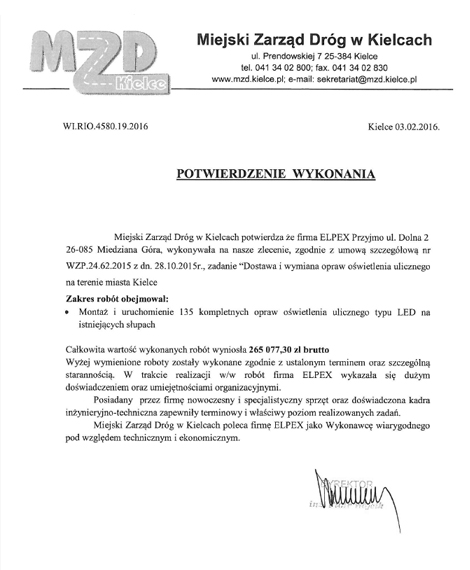 MZD
Kielce
Miejski Zarząd Dróg w Kielcach
ul. Prendowskiej 7 25-384 Kielce
tel. 041 34 02 800; fax. 041 34 02 830
www.mzd.kielce.pl; e-mail: sekretariat@mzd.kielce.pl
WI.RIO.4580.19.2016
Kielce 03.02.2016.
POTWIERDZENIE WYKONANIA
Miejski Zarząd Dróg w Kielcach potwierdza że firma ELPEX Przyjmo ul. Dolna 2
26-085 Miedziana Góra, wykonywała na nasze zlecenie, zgodnie z umową szczegółową nr
WZP.24.62.2015 z dn. 28.10.2015r., zadanie "Dostawa i wymiana opraw oświetlenia ulicznego
na terenie miasta Kielce
Zakres robót obejmował:
• Montaż i uruchomienie 135 kompletnych opraw oświetlenia ulicznego typu LED na
istniejących słupach
Całkowita wartość wykonanych robót wyniosła 265 077,30 zł brutto
Wyżej wymienione roboty zostały wykonane zgodnie z ustalonym terminem oraz szczególną
starannością. W trakcie realizacji w/w robót firma ELPEX wykazała się dużym
doświadczeniem oraz umiejętnościami organizacyjnymi.
Posiadany przez firmę nowoczesny i specjalistyczny sprzęt oraz doświadczona kadra
inżynieryjno-techniczna zapewniły terminowy i właściwy poziom realizowanych zadań.
Miejski Zarząd Dróg w Kielcach poleca firmę ELPEX jako Wykonawcę wiarygodnego
pod względem technicznym i ekonomicznym.
DYREKTOR